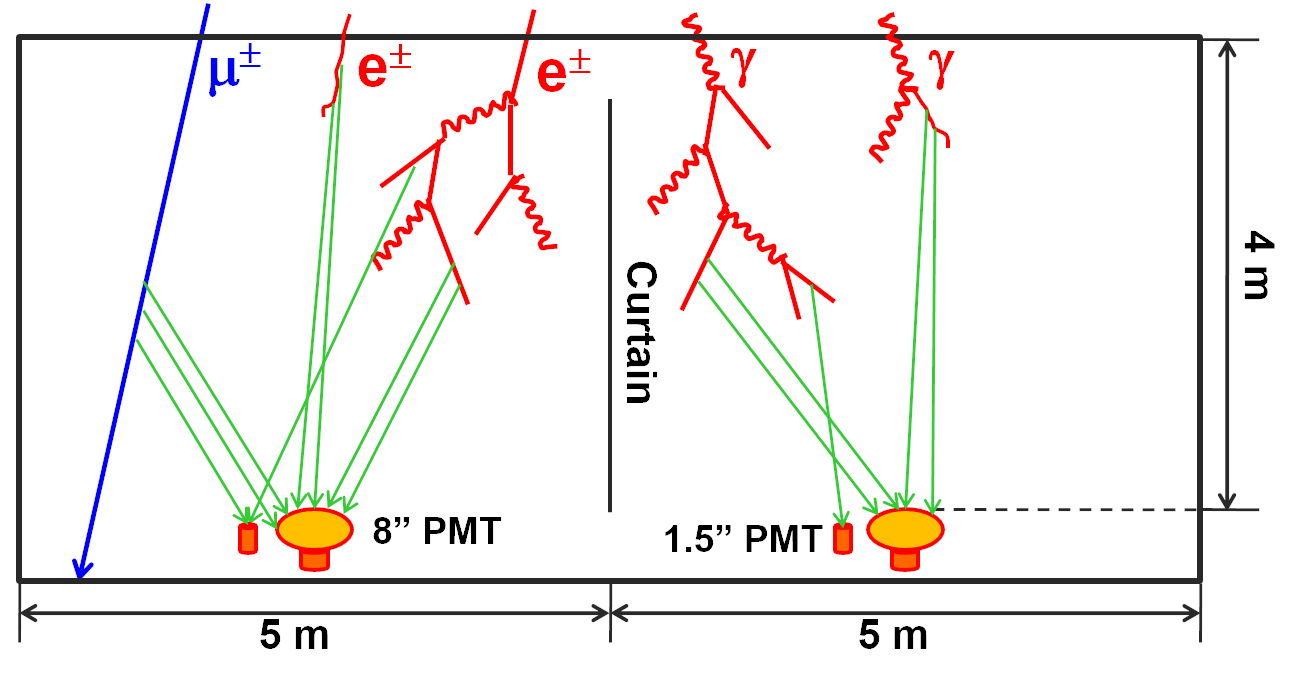 μ±
e±
e±
γ
γ
Curtain
4 m
8” PMT
1.5” PMT
5 m
5 m